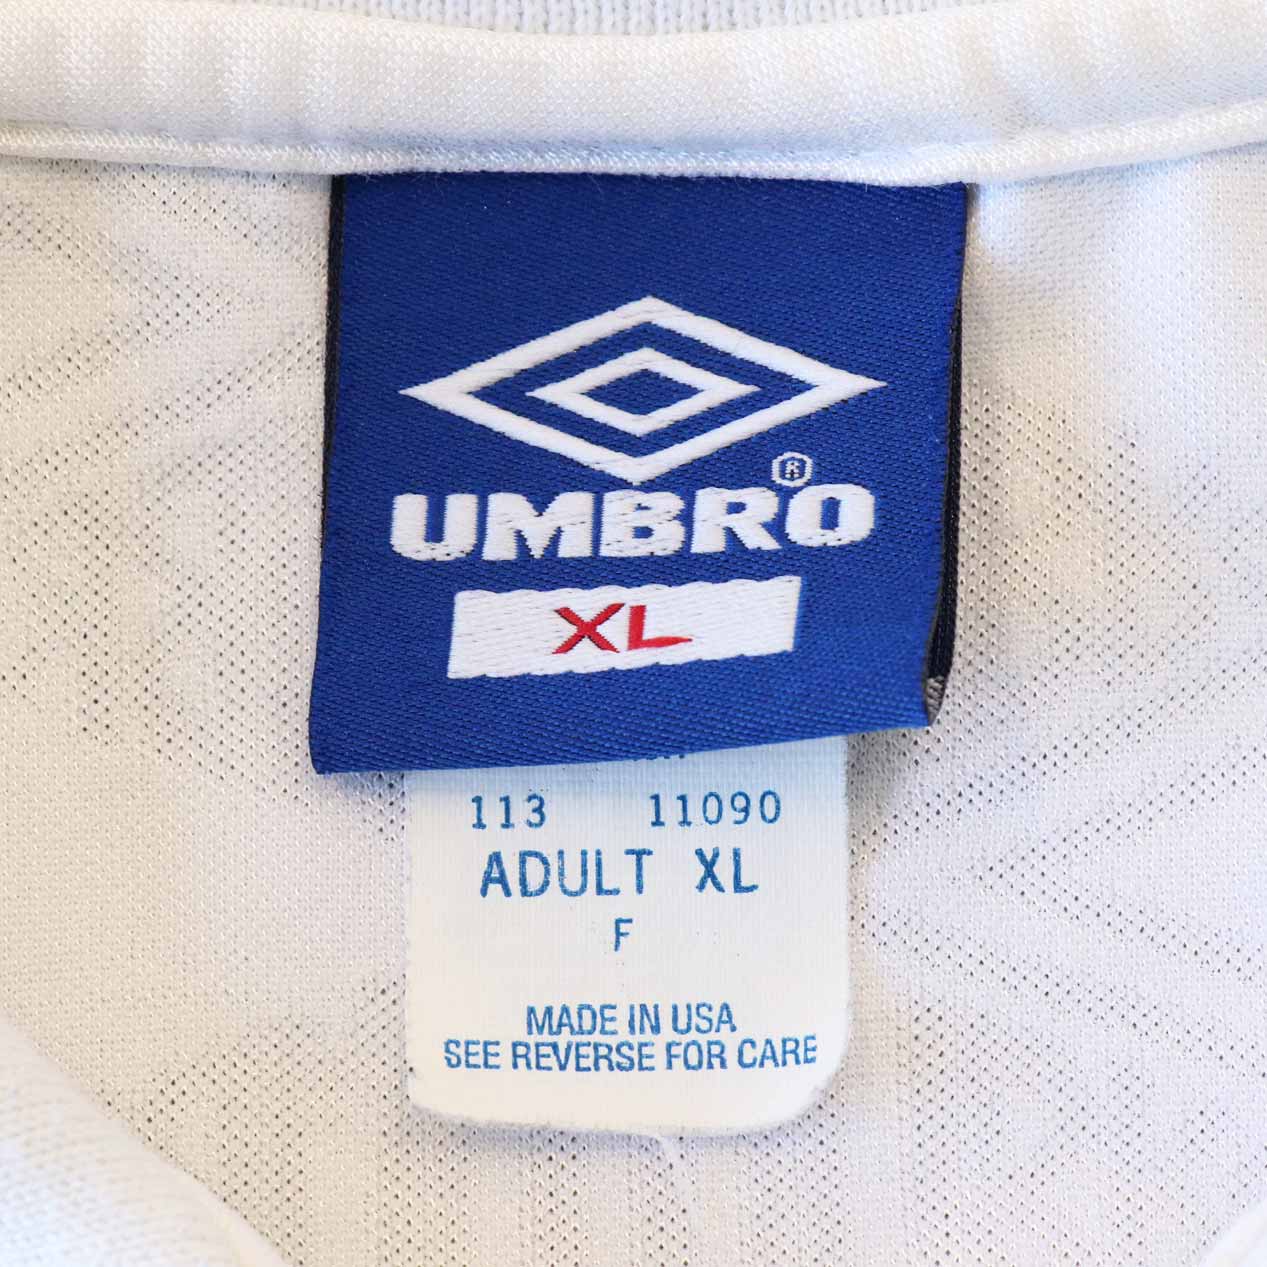 UMBRO®
XL
113 11090
ADULT XL
F
MADE IN USA
SEE REVERSE FOR CARE